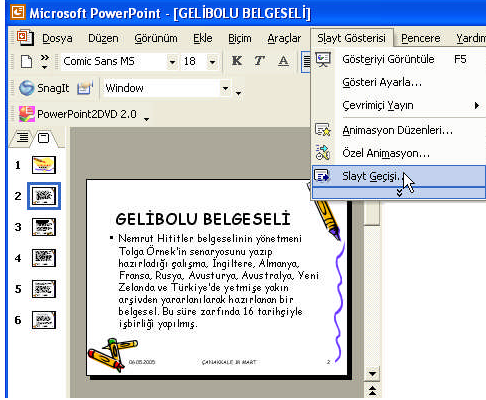 Microsoft PowerPoint - [GELİBOLU BELGESELİ]
Dosya Düzen Görünüm Ekle Biçim Araçlar Slayt Gösterisi Pencere Yardım
Comic Sans MS 18 K T A
SnagIt Window
PowerPoint2DVD 2.0
Gösteriyi Görüntüle F5
Gösteri Ayarla...
Çevrimiçi Yayın
Animasyon Düzenleri...
Özel Animasyon...
Slayt Geçişi...
1
2
3
4
5
6
GELİBOLU BELGESELİ
• Nemrut Hititler belgeselinin yönetmeni
Tolga Örnek'in senaryosunu yazıp
hazırladığı çalışma, İngiltere, Almanya,
Fransa, Rusya, Avusturya, Avustralya, Yeni
Zelanda ve Türkiye'de yetmişe yakın
arşivden yararlanılarak hazırlanan bir
belgesel. Bu süre zarfında 16 tarihçiyle
işbirliği yapılmış.
06.05.2005 ÇANAKKALE 18 MART 2